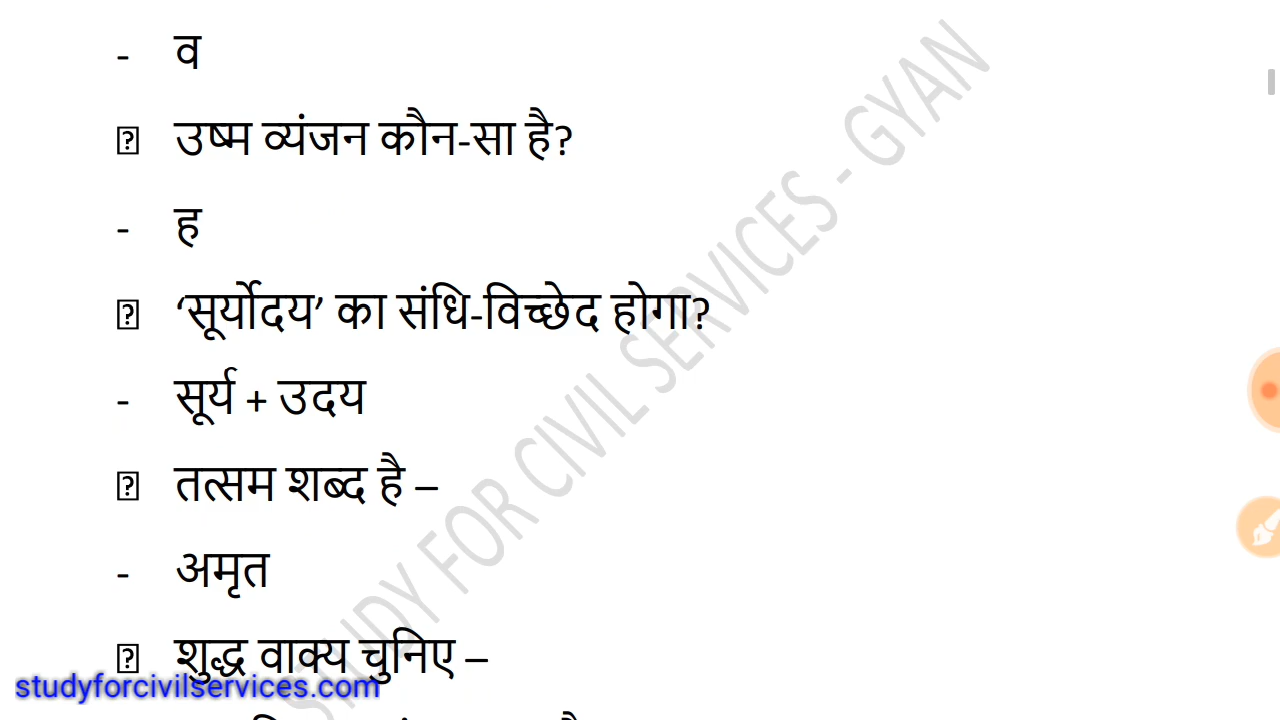 - व
उष्म व्यंजन कौन-सा है?
- ह
‘सूर्योदय’ का संधि-विच्छेद होगा?
- सूर्य + उदय
तत्सम शब्द है –
- अमृत
शुद्ध वाक्य चुनिए –
STUDY FOR CIVIL SERVICES - GYAN
studyforcivilservices.com